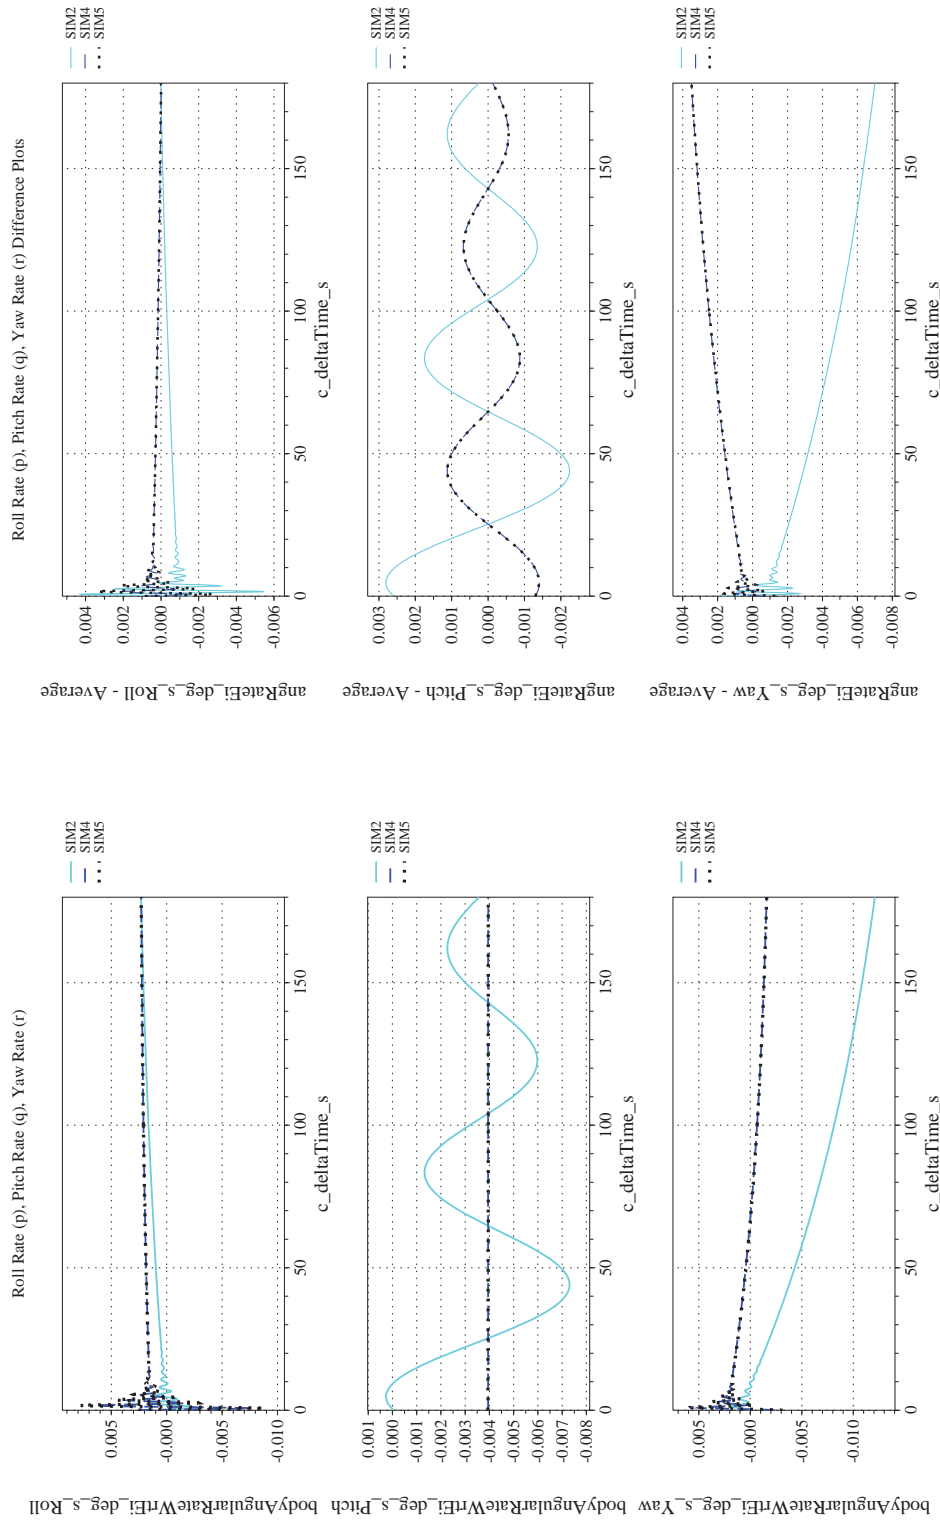 Roll Rate (p), Pitch Rate (q), Yaw Rate (r)
bodyAngularRateWrtEi_deg_s_Roll
0.005
-0.000
-0.005
-0.010
0
50
100
150
c_deltaTime_s
SIM2
SIM4
SIM5
bodyAngularRateWrtEi_deg_s_Pitch
0.001
0.000
-0.001
-0.002
-0.003
-0.004
-0.005
-0.006
-0.007
-0.008
0
50
100
150
c_deltaTime_s
SIM2
SIM4
SIM5
bodyAngularRateWrtEi_deg_s_Yaw
0.005
-0.000
-0.005
-0.010
0
50
100
150
c_deltaTime_s
SIM2
SIM4
SIM5
Roll Rate (p), Pitch Rate (q), Yaw Rate (r) Difference Plots
angRateEi_deg_s_Roll - Average
0.004
0.002
0.000
-0.002
-0.004
-0.006
0
50
100
150
c_deltaTime_s
SIM2
SIM4
SIM5
angRateEi_deg_s_Pitch - Average
0.003
0.002
0.001
0.000
-0.001
-0.002
0
50
100
150
c_deltaTime_s
SIM2
SIM4
SIM5
angRateEi_deg_s_Yaw - Average
0.004
0.002
0.000
-0.002
-0.004
-0.006
-0.008
0
50
100
150
c_deltaTime_s
SIM2
SIM4
SIM5